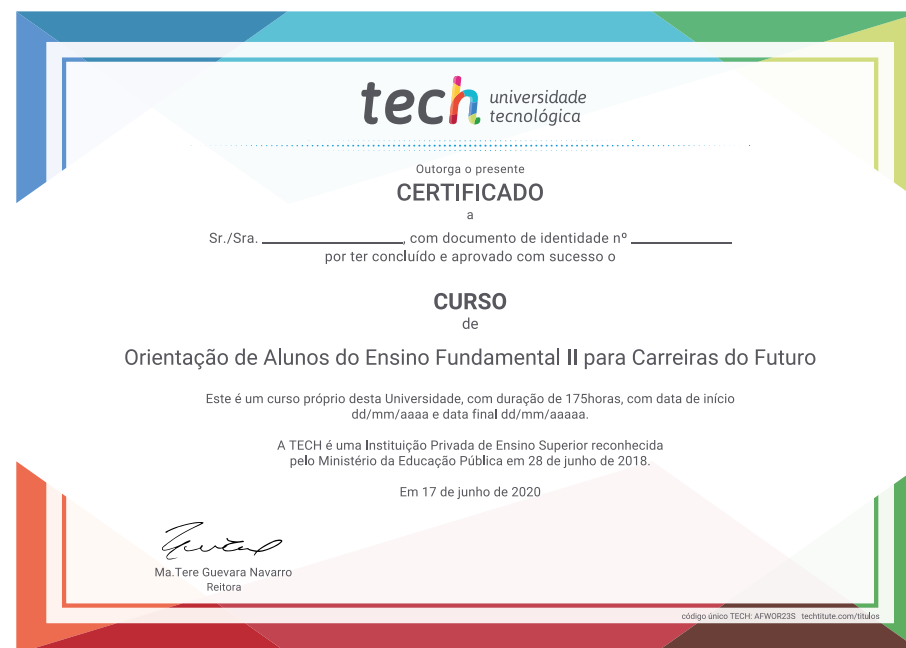 tech universidade
tecnológica
Outorga o presente
CERTIFICADO
a
Sr./Sra. ____________, com documento de identidade nº ____________
por ter concluído e aprovado com sucesso o
CURSO
de
Orientação de Alunos do Ensino Fundamental II para Carreiras do Futuro
Este é um curso próprio desta Universidade, com duração de 175horas, com data de início
dd/mm/aaaa e data final dd/mm/aaaaa.
A TECH é uma Instituição Privada de Ensino Superior reconhecida
pelo Ministério da Educação Pública em 28 de junho de 2018.
Em 17 de junho de 2020
Ma.Tere Guevara Navarro
Reitora
código único TECH: AFWOR23S techtitute.com/titulos